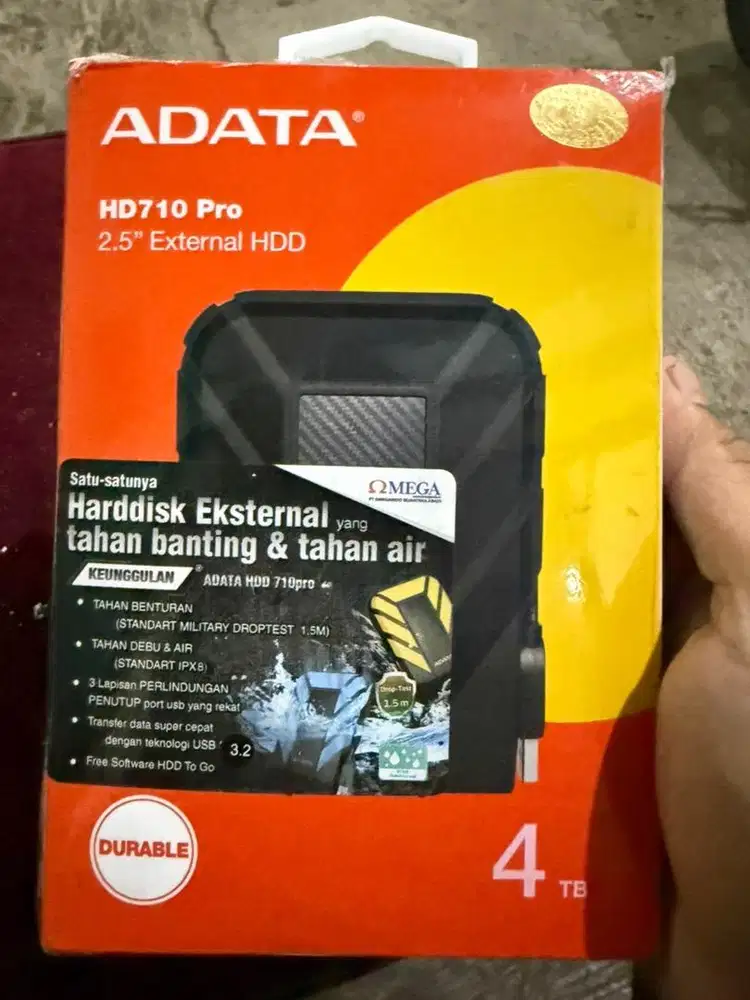 ADATA®
HD710 Pro
2.5" External HDD
Satu-satunya
Harddisk Eksternal yang
tahan banting & tahan air
ΩMEGA
KEUNGGULAN
ADATA HDD 710pro
• TAHAN BENTURAN
(STANDART MILITARY DROPTEST 1,5M)
• TAHAN DEBU & AIR
(STANDART IPX8)
• 3 Lapisan PERLINDUNGAN
PENUTUP port usb yang rekat
• Transfer data super cepat
dengan teknologi USB 3.2
• Free Software HDD To Go
ADATA
Drop-Test
1.5 m
DURABLE
4 TB